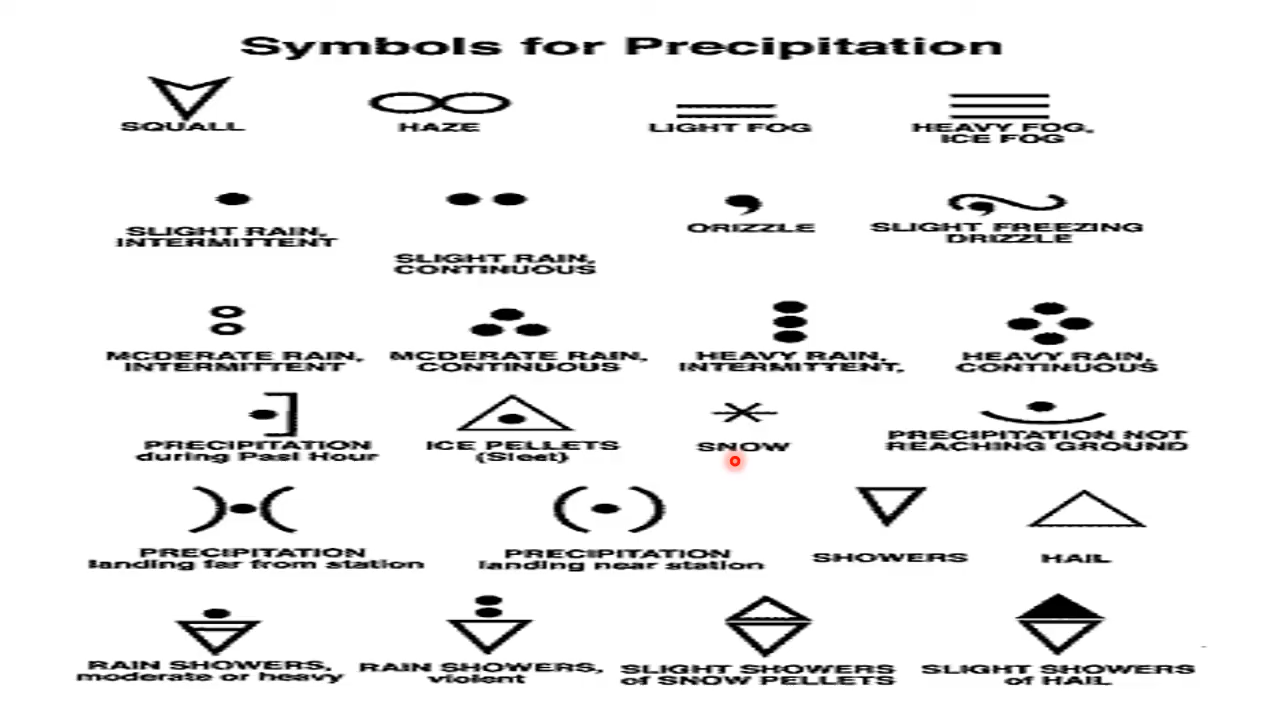 Symbols for Precipitation
SQUALL
HAZE
LIGHT FOG
HEAVY FOG,
ICE FOG
SLIGHT RAIN,
INTERMITTENT
SLIGHT RAIN,
CONTINUOUS
DRIZZLE
SLIGHT FREEZING
DRIZZLE
MODERATE RAIN,
INTERMITTENT
MODERATE RAIN,
CONTINUOUS
HEAVY RAIN,
INTERMITTENT,
HEAVY RAIN,
CONTINUOUS
PRECIPITATION
during Past Hour
ICE PELLETS
(Sleet)
SNOW
PRECIPITATION NOT
REACHING GROUND
PRECIPITATION
landing far from station
PRECIPITATION
landing near station
SHOWERS
HAIL
RAIN SHOWERS,
moderate or heavy
RAIN SHOWERS,
violent
SLIGHT SHOWERS
of SNOW PELLETS
SLIGHT SHOWERS
of HAIL